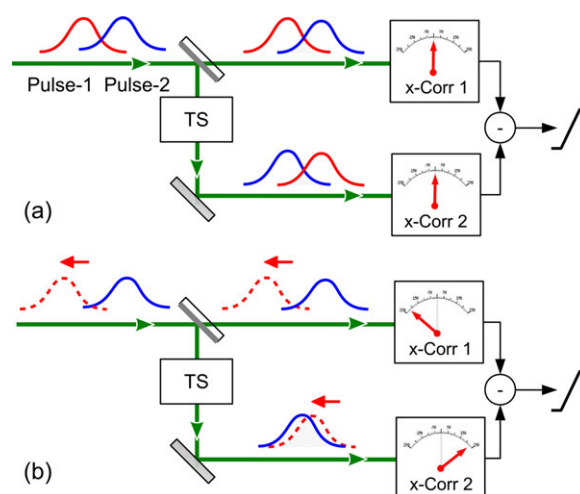 x-Corr 1
Pulse-1 Pulse-2
TS
-
(a)
x-Corr 2
x-Corr 1
TS
-
(b)
x-Corr 2